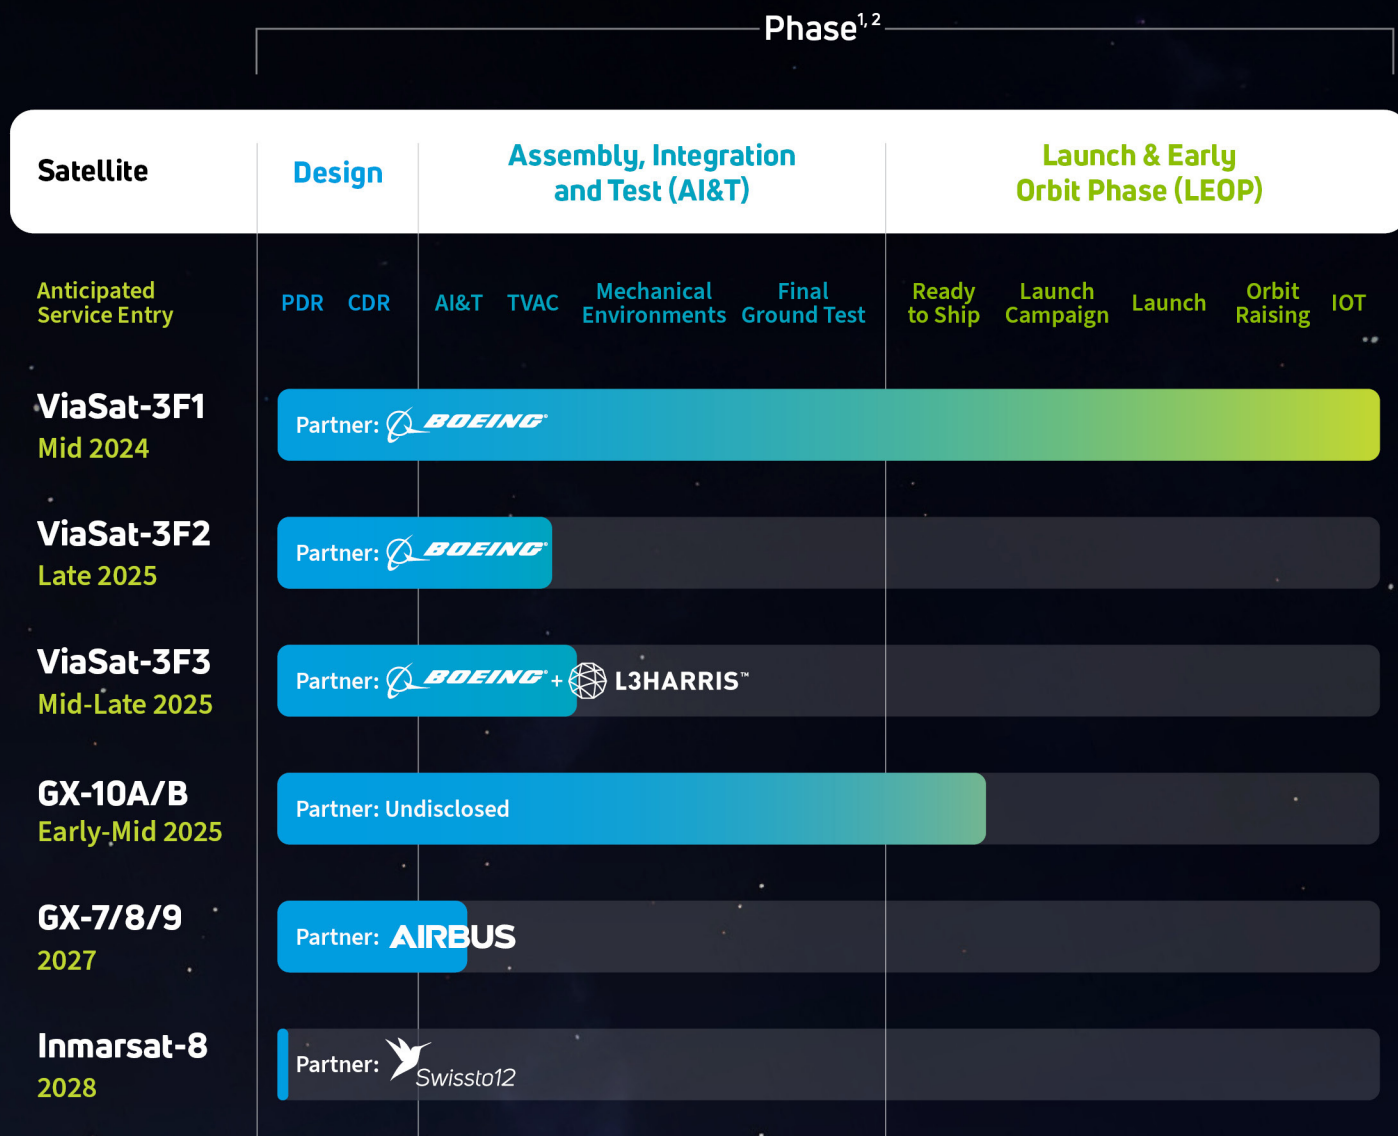 Phase1, 2
Satellite
Design
Assembly, Integration
and Test (AI&T)
Launch & Early
Orbit Phase (LEOP)
Anticipated
Service Entry
PDR
CDR
AI&T
TVAC
Mechanical
Environments
Final
Ground Test
Ready
to Ship
Launch
Campaign
Launch
Orbit
Raising
IOT
ViaSat-3F1
Mid 2024
Partner: BOEING®
ViaSat-3F2
Late 2025
Partner: BOEING®
ViaSat-3F3
Mid-Late 2025
Partner: BOEING® + L3HARRIS™
GX-10A/B
Early-Mid 2025
Partner: Undisclosed
GX-7/8/9
2027
Partner: AIRBUS
Inmarsat-8
2028
Partner: Swissto12